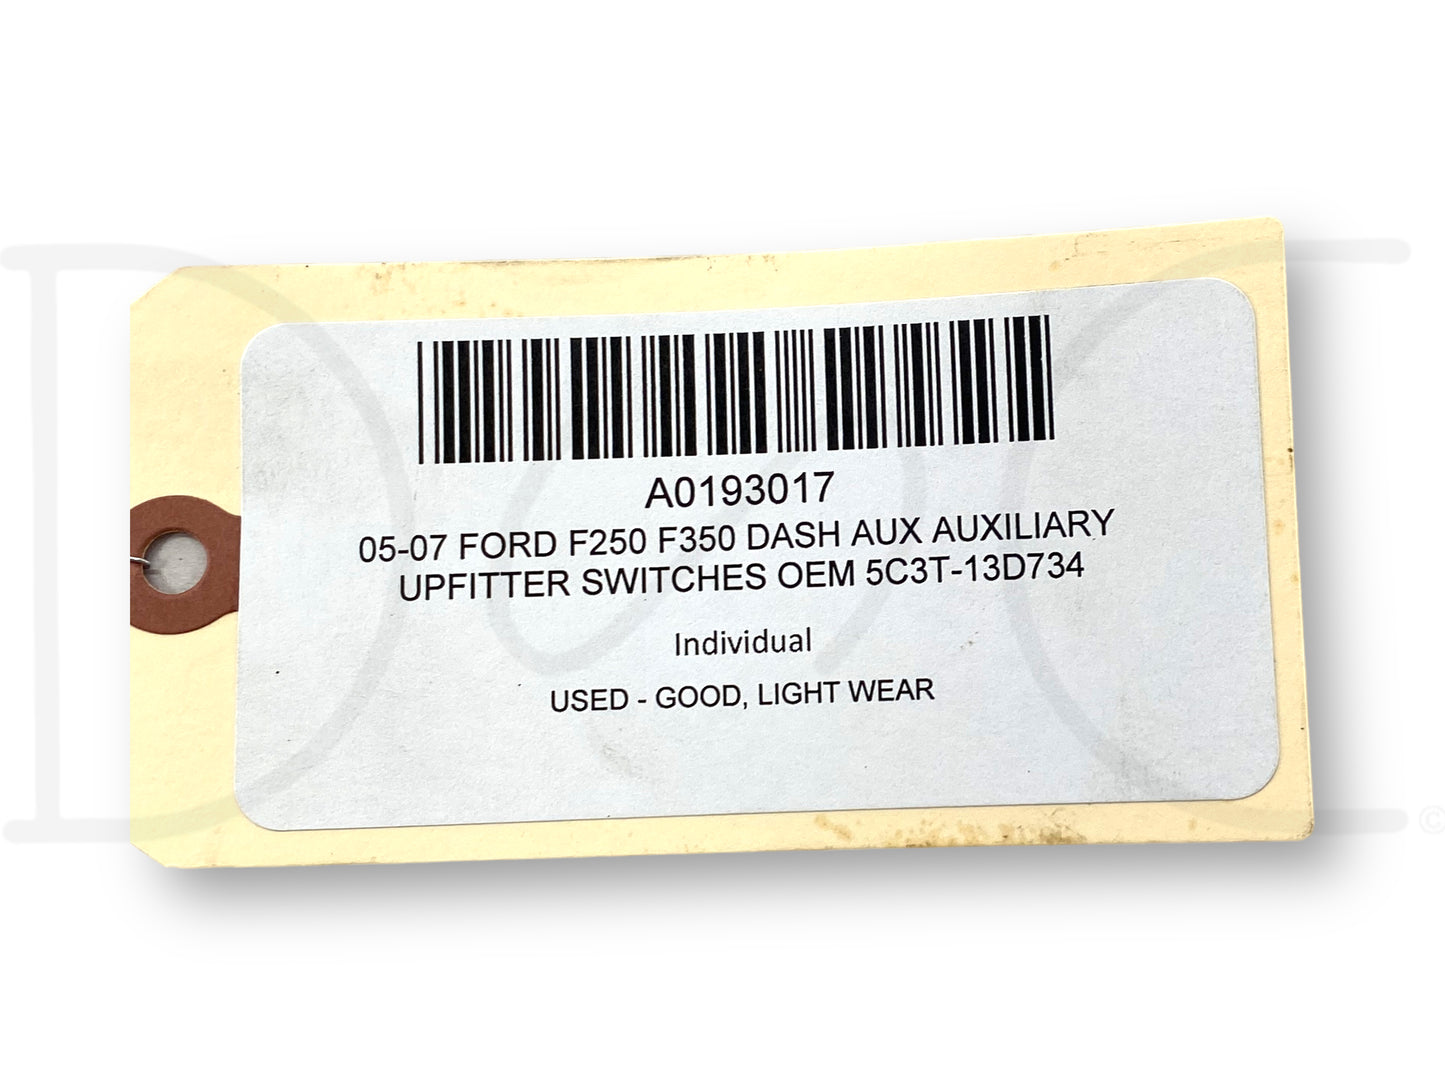 A0193017
05-07 FORD F250 F350 DASH AUX AUXILIARY
UPFITTER SWITCHES OEM 5C3T-13D734
Individual
USED - GOOD, LIGHT WEAR
©